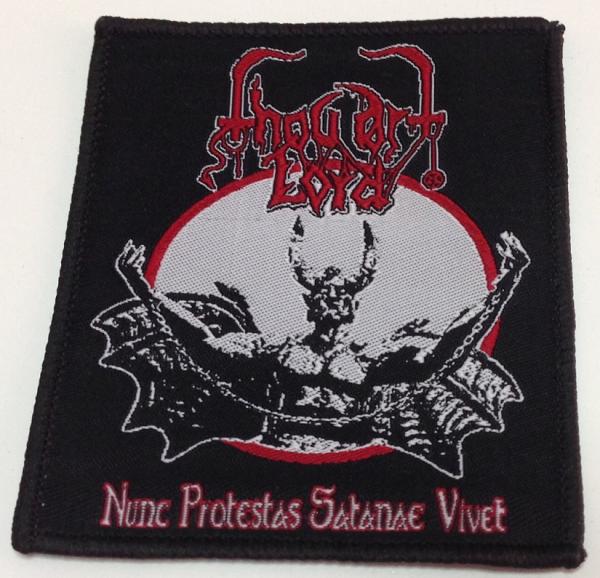 Thou Art
Lord
Nunc Protestas Satanae Vivet